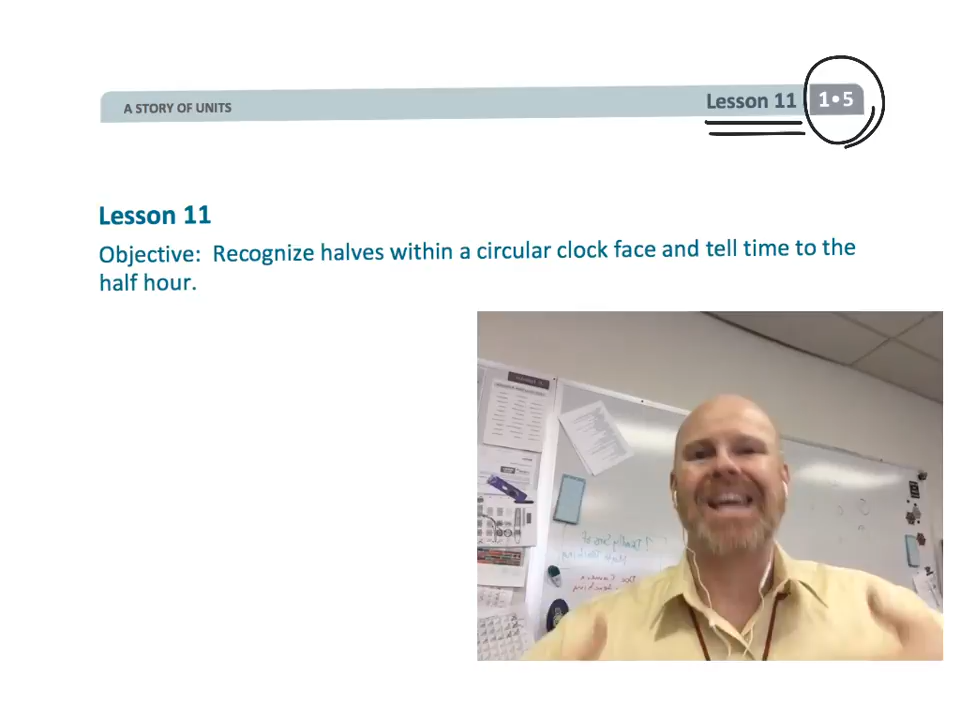 A STORY OF UNITS
Lesson 11 1•5
Lesson 11
Objective: Recognize halves within a circular clock face and tell time to the
half hour.